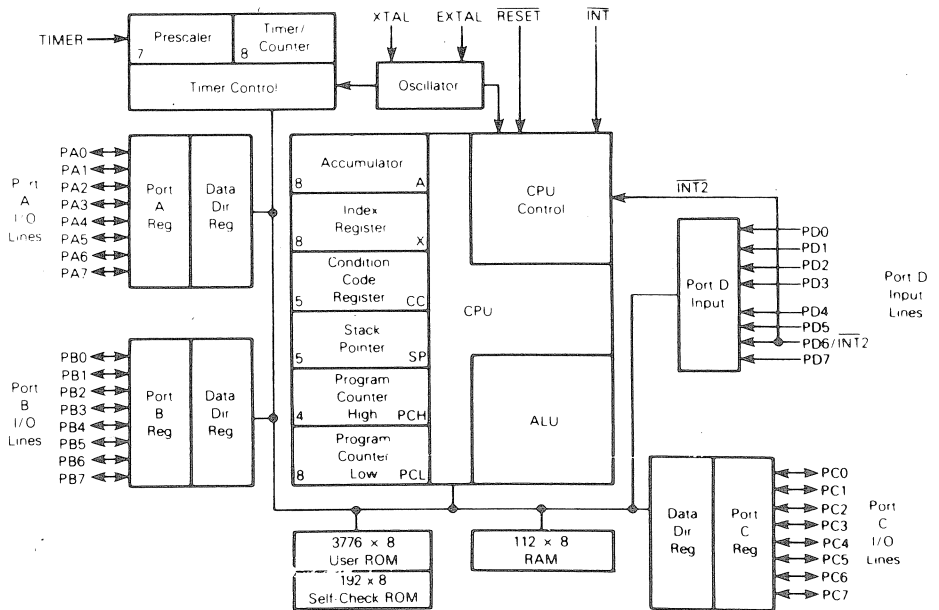 XTAL EXTAL RESET INT
TIMER
Prescaler
7
Timer/
Counter
8
Timer Control
Oscillator
PA0
PA1
PA2
PA3
PA4
PA5
PA6
PA7
Port
A
I/O
Lines
Port
A
Reg
Data
Dir
Reg
Accumulator
8 A
Index
Register
8 X
Condition
Code
Register
5 CC
Stack
Pointer
5 SP
Program
Counter
High
4 PCH
Program
Counter
Low
8 PCL
CPU
CPU
Control
ALU
INT2
Port D
Input
PD0
PD1
PD2
PD3
PD4
PD5
PD6/INT2
PD7
Port D
Input
Lines
PB0
PB1
PB2
PB3
PB4
PB5
PB6
PB7
Port
B
I/O
Lines
Port
B
Reg
Data
Dir
Reg
3776 × 8
User ROM
192 × 8
Self-Check ROM
112 × 8
RAM
Data
Dir
Reg
Port
C
Reg
PC0
PC1
PC2
PC3
PC4
PC5
PC6
PC7
Port
C
I/O
Lines